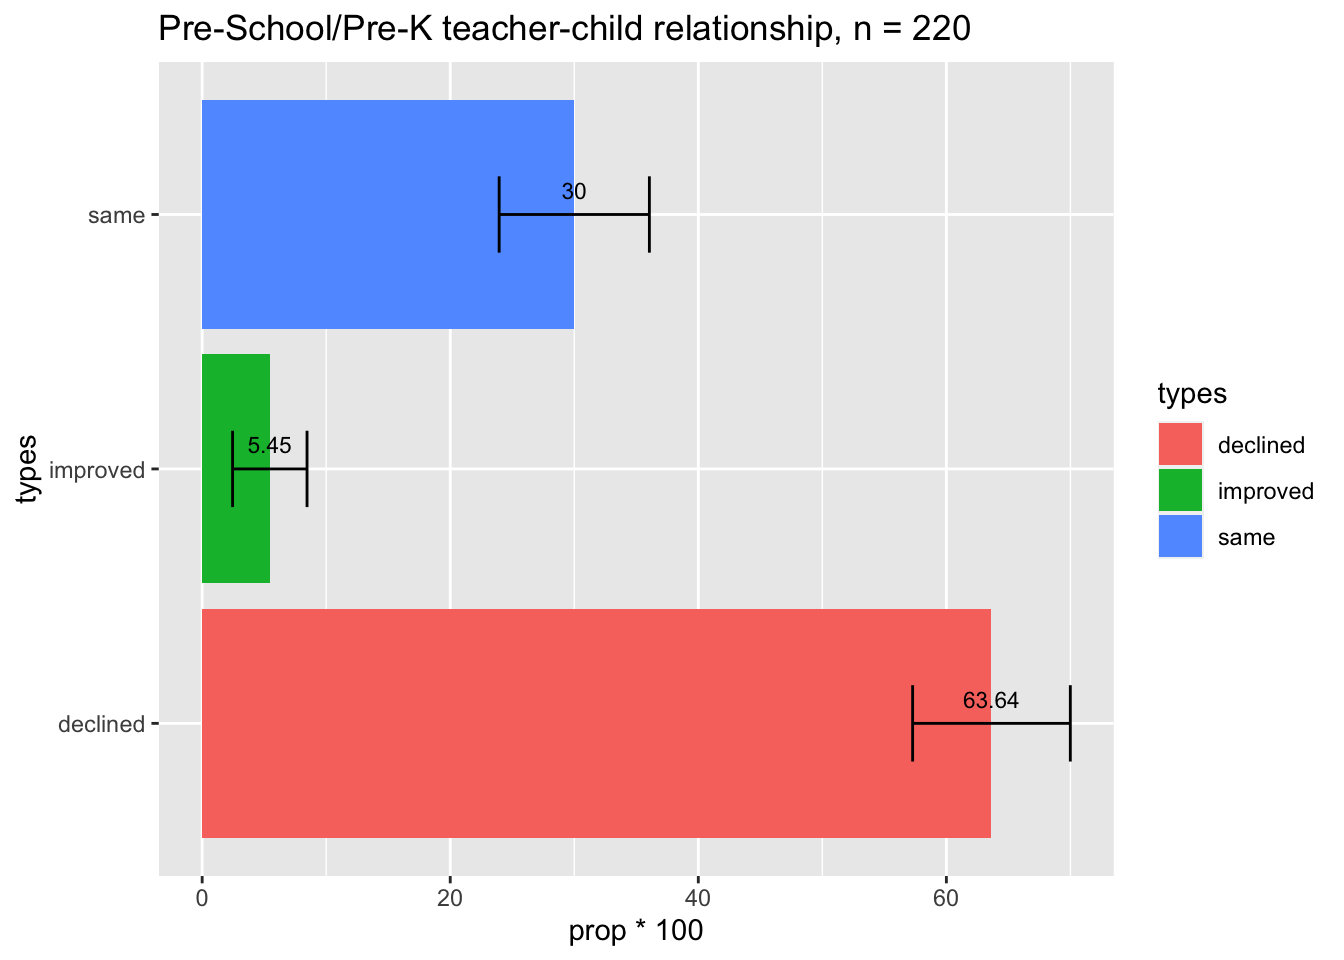 Pre-School/Pre-K teacher-child relationship, n = 220
same
30
improved
5.45
declined
63.64
types
0 20 40 60
prop * 100
types
declined
improved
same